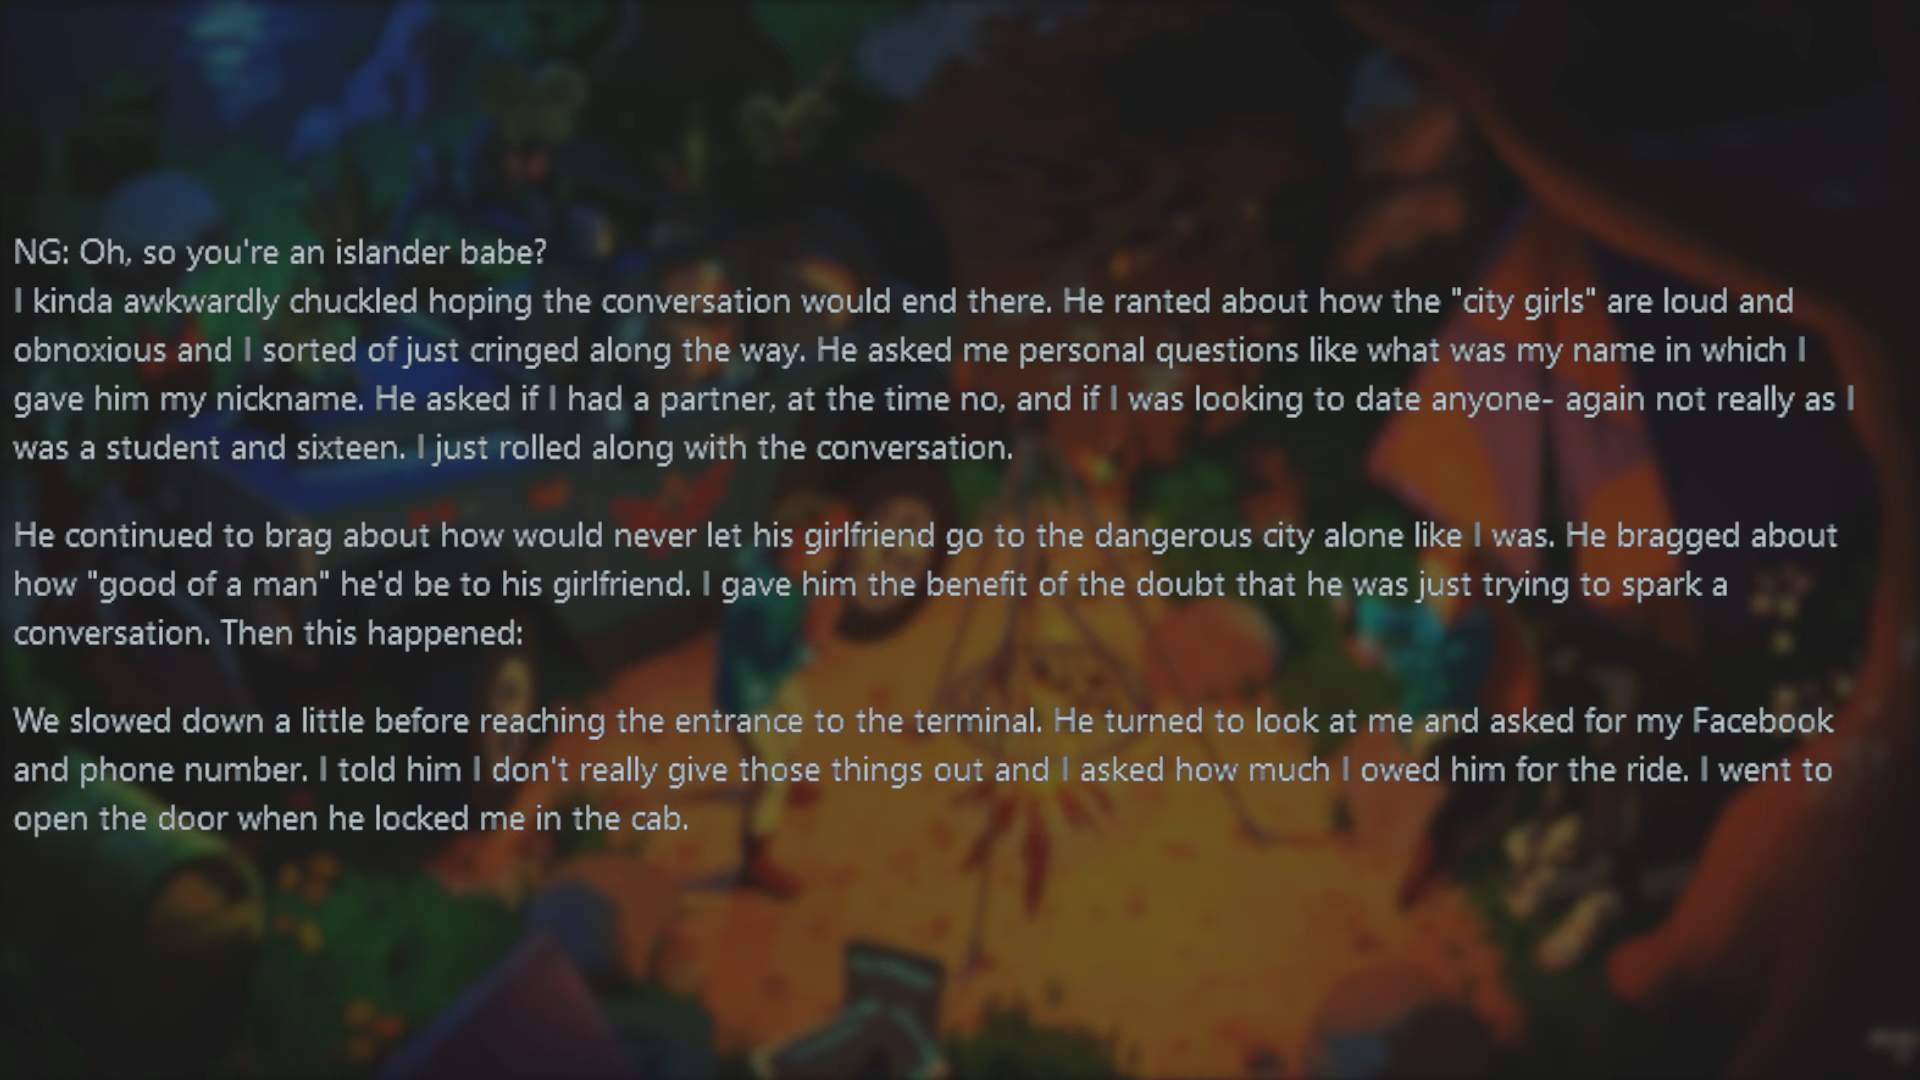 NG: Oh, so you're an islander babe?
I kinda awkwardly chuckled hoping the conversation would end there. He ranted about how the "city girls" are loud and
obnoxious and I sorted of just cringed along the way. He asked me personal questions like what was my name in which I
gave him my nickname. He asked if I had a partner, at the time no, and if I was looking to date anyone- again not really as I
was a student and sixteen. I just rolled along with the conversation.
He continued to brag about how would never let his girlfriend go to the dangerous city alone like I was. He bragged about
how "good of a man" he'd be to his girlfriend. I gave him the benefit of the doubt that he was just trying to spark a
conversation. Then this happened:
We slowed down a little before reaching the entrance to the terminal. He turned to look at me and asked for my Facebook
and phone number. I told him I don't really give those things out and I asked how much I owed him for the ride. I went to
open the door when he locked me in the cab.